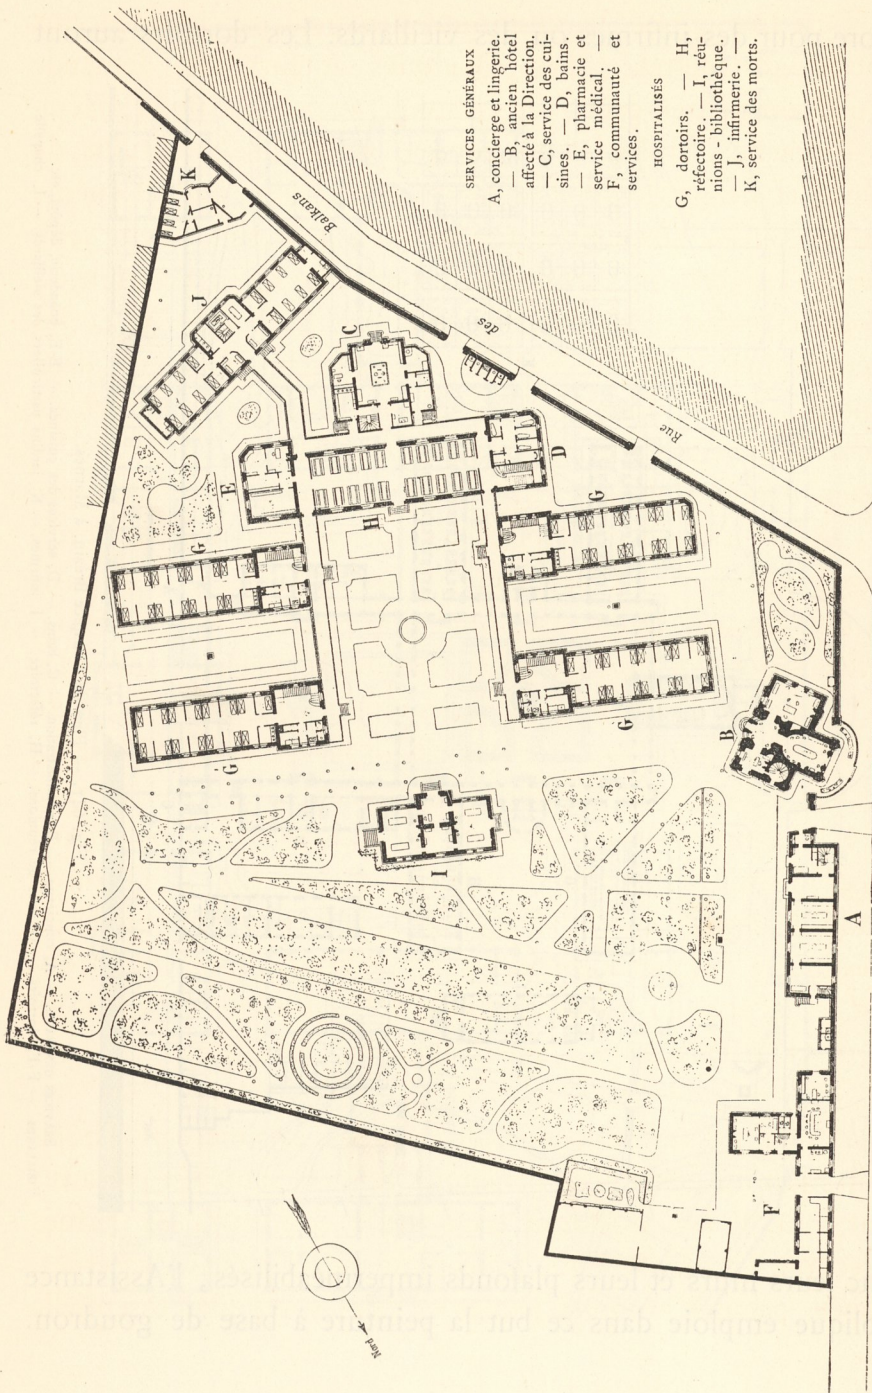 SERVICES GÉNÉRAUX
A, concierge et lingerie.
— B, ancien hôtel
affecté à la Direction.
— C, service des cui-
sines. — D, bains.
— E, pharmacie et
service médical. —
F, communauté et
services.
HOSPITALISÉS
G, dortoirs. — H,
réfectoire. — I, réu-
nions - bibliothèque.
— J, infirmerie. —
K, service des morts.
Rue des Balkans
K
J
C
E
D
H
G
G
G
G
B
I
A
F
Nord